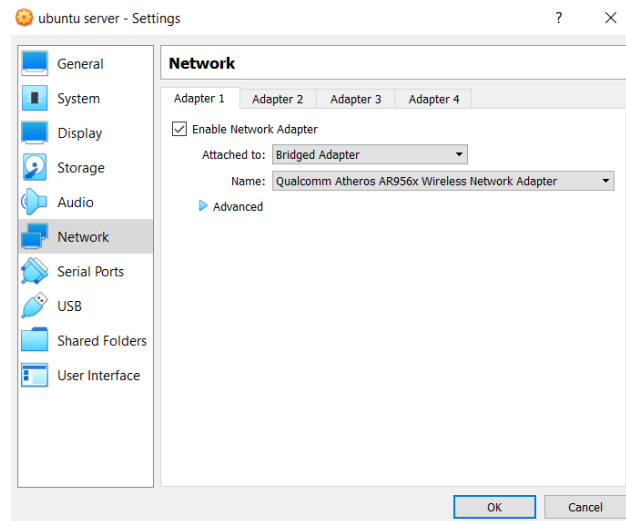 ubuntu server - Settings
?
General
System
Display
Storage
Audio
Network
Serial Ports
USB
Shared Folders
User Interface
Network
Adapter 1 Adapter 2 Adapter 3 Adapter 4
Enable Network Adapter
Attached to: Bridged Adapter
Name: Qualcomm Atheros AR956x Wireless Network Adapter
Advanced
OK Cancel